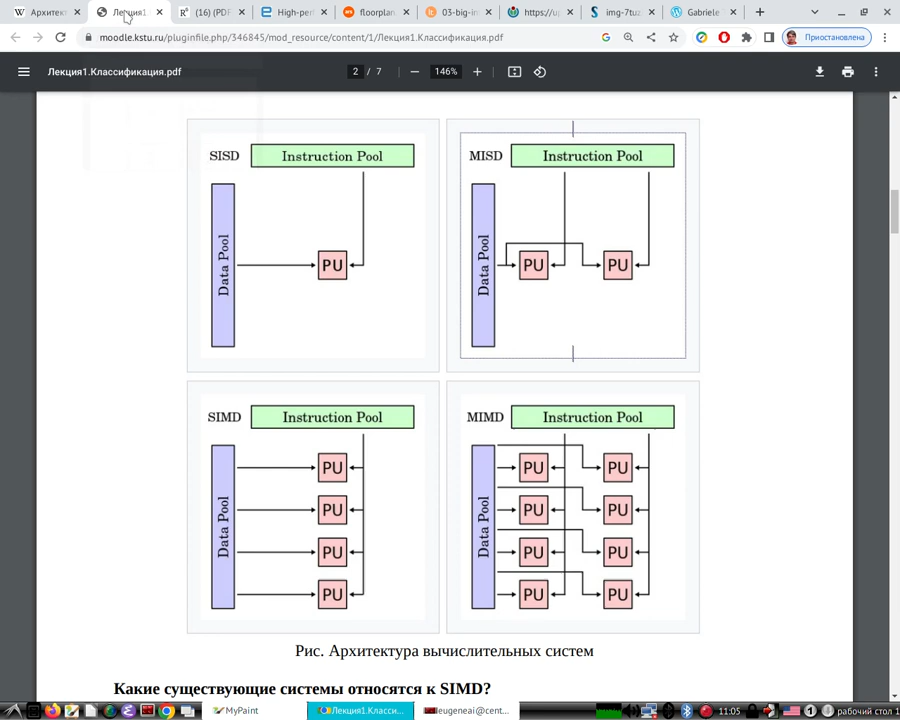 Архитект
Лекция1.
(16) (PDF
High-per
floorplan
03-big-i
https://u
img-7tuz
Gabriele
moodle.kstu.ru/pluginfile.php/346845/mod_resource/content/1/Лекция1.Классификация.pdf
Приостановлена
Лекция1.Классификация.pdf
2 / 7
146%
SISD
Instruction Pool
Data Pool
PU
MISD
Instruction Pool
Data Pool
PU PU
SIMD
Instruction Pool
Data Pool
PU
PU
PU
PU
MIMD
Instruction Pool
Data Pool
PU PU
PU PU
PU PU
PU PU
Рис. Архитектура вычислительных систем
Какие существующие системы относятся к SIMD?
MyPaint
Лекция1.Класси...
eugeneai@cent...
11:05
рабочий стол 1